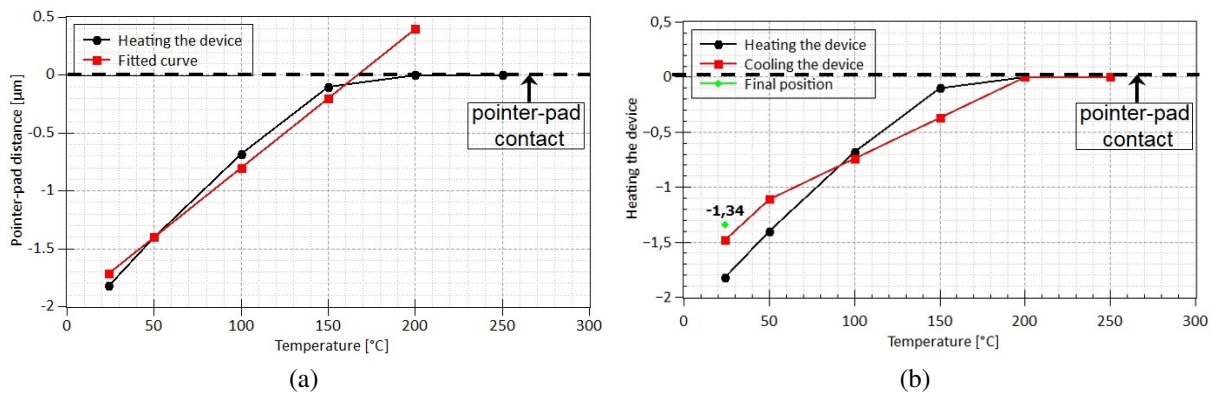 0.5
0
-0.5
-1
-1.5
-2
Pointer-pad distance [µm]
Heating the device
Fitted curve
pointer-pad
contact
0 50 100 150 200 250 300
Temperature [°C]
(a)
0,5
0
−0,5
−1
−1,5
−2
Heating the device
Heating the device
Cooling the device
Final position
pointer-pad
contact
-1,34
0 50 100 150 200 250 300
Temperature [°C]
(b)